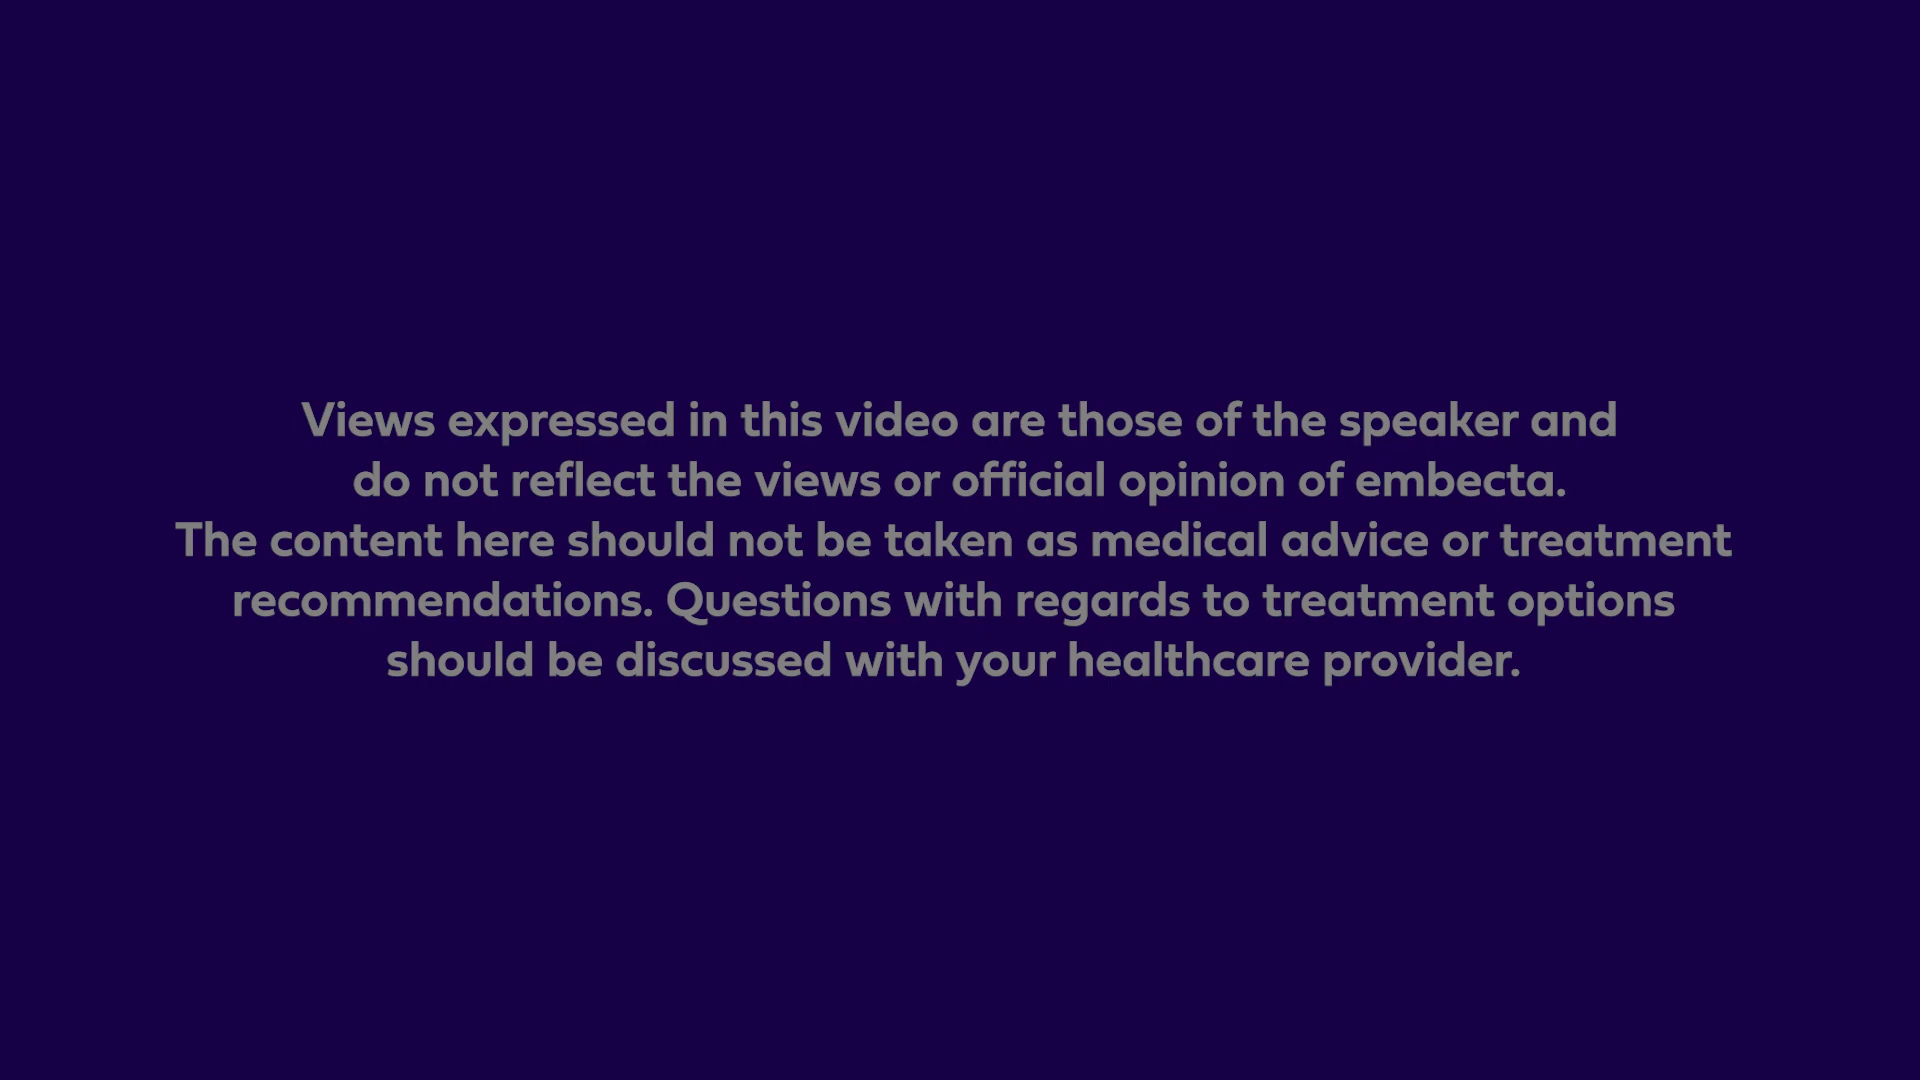 Views expressed in this video are those of the speaker and
do not reflect the views or official opinion of embecta.
The content here should not be taken as medical advice or treatment
recommendations. Questions with regards to treatment options
should be discussed with your healthcare provider.